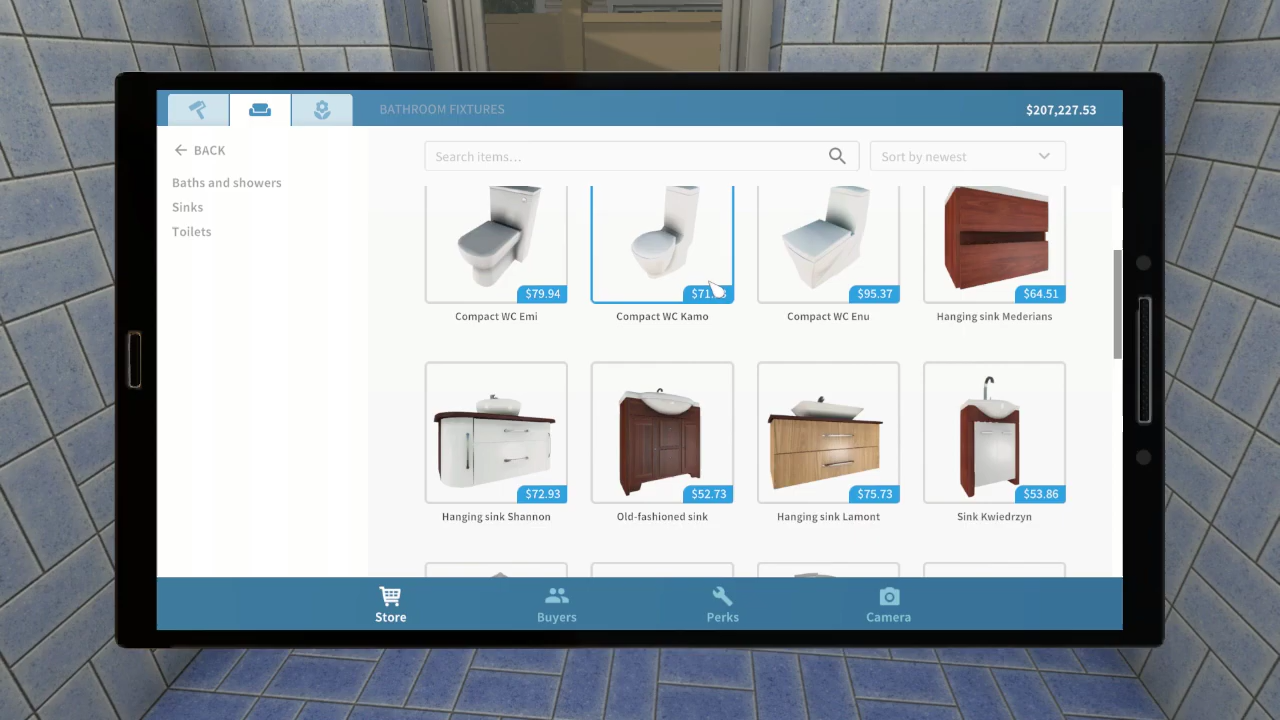 BATHROOM FIXTURES
$207,227.53
BACK
Baths and showers
Sinks
Toilets
Search items...
Sort by newest
$79.94
$95.37
$64.51
Compact WC Emi
Compact WC Kamo
Compact WC Enu
Hanging sink Mederians
$72.93
$52.73
$75.73
$53.86
Hanging sink Shannon
Old-fashioned sink
Hanging sink Lamont
Sink Kwiedrzyn
Store
Buyers
Perks
Camera